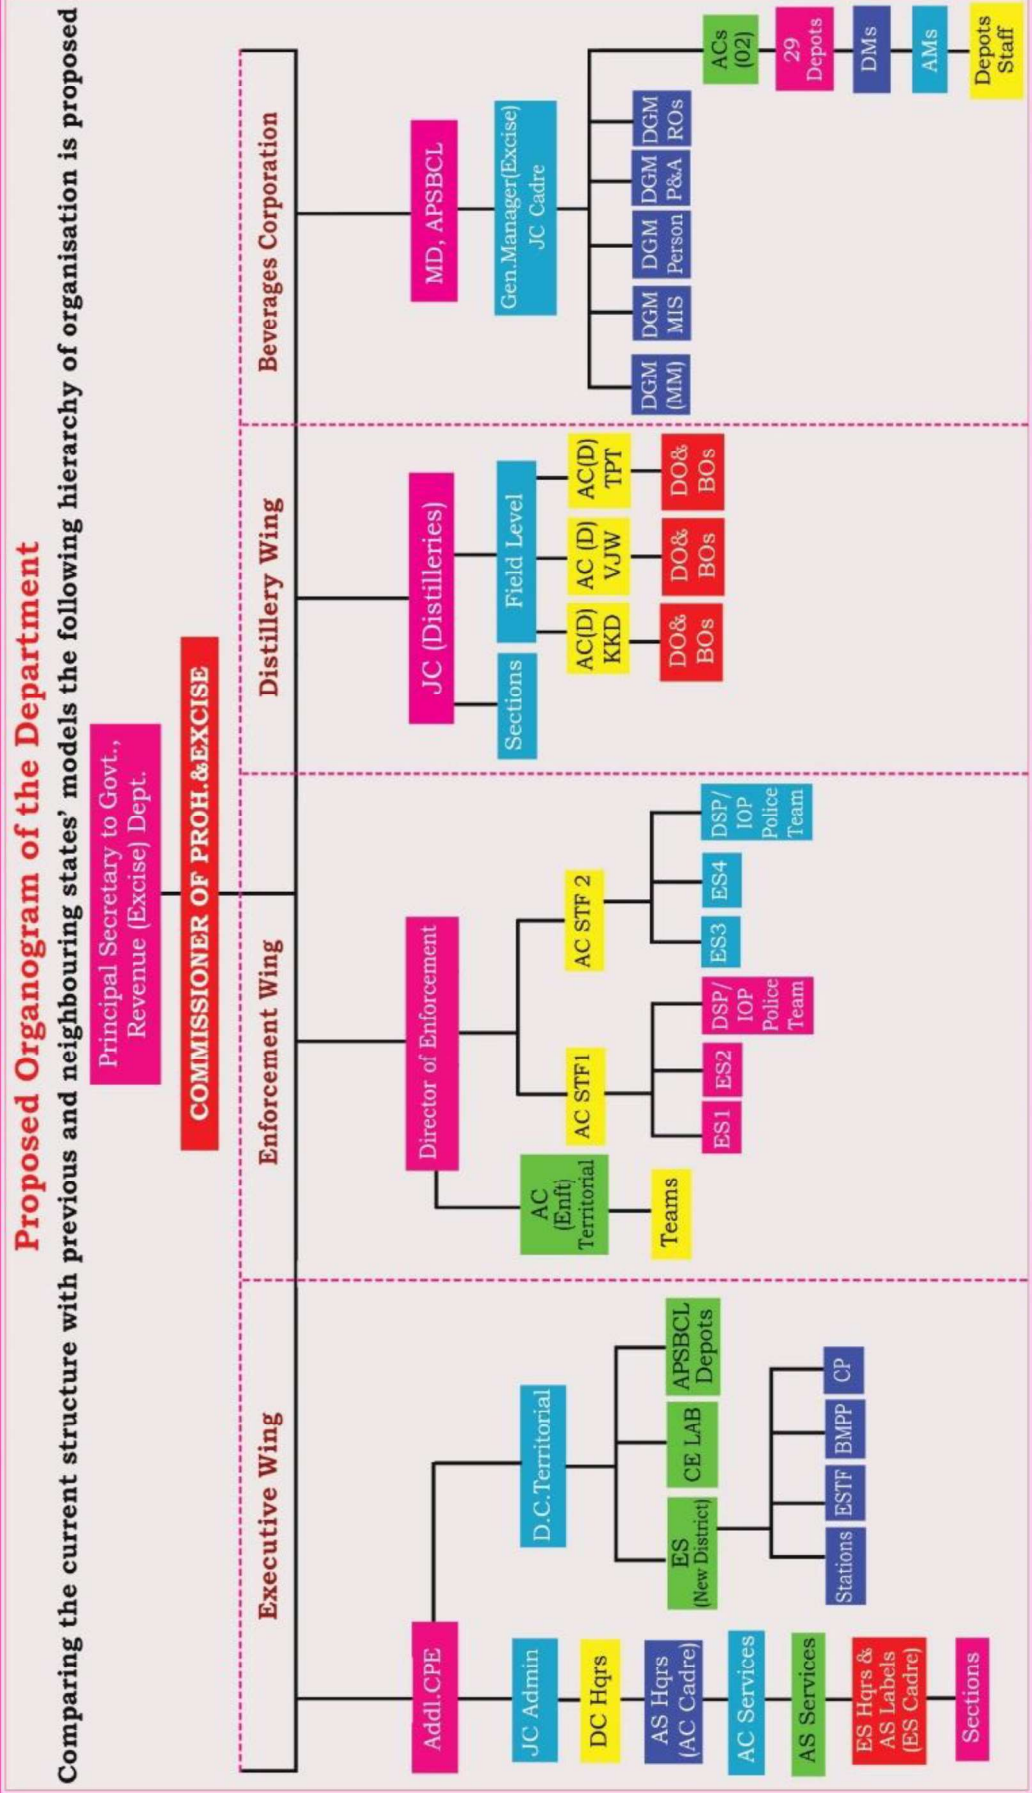 Proposed Organogram of the Department
Comparing the current structure with previous and neighbouring states' models the following hierarchy of organisation is proposed
Principal Secretary to Govt.,
Revenue (Excise) Dept.
COMMISSIONER OF PROH.&EXCISE
Executive Wing
Addl.CPE
JC Admin
DC Hqrs
AS Hqrs
(AC Cadre)
AC Services
AS Services
ES Hqrs &
AS Labels
(ES Cadre)
Sections
D.C.Territorial
ES
(New District)
CE LAB
APSBCL
Depots
Stations
ESTF
BMPP
CP
Enforcement Wing
Director of Enforcement
AC
(Enft)
Territorial
Teams
AC STF1
ES1
ES2
DSP/
IOP
Police
Team
AC STF 2
ES3
ES4
DSP/
IOP
Police
Team
Distillery Wing
JC (Distilleries)
Sections
Field Level
AC(D)
KKD
AC (D)
VJW
AC(D)
TPT
DO&
BOs
DO&
BOs
DO&
BOs
Beverages Corporation
MD, APSBCL
Gen.Manager(Excise)
JC Cadre
DGM
(MM)
DGM
MIS
DGM
Person
DGM
P&A
DGM
ROs
ACs
(02)
29
Depots
DMs
AMs
Depots
Staff